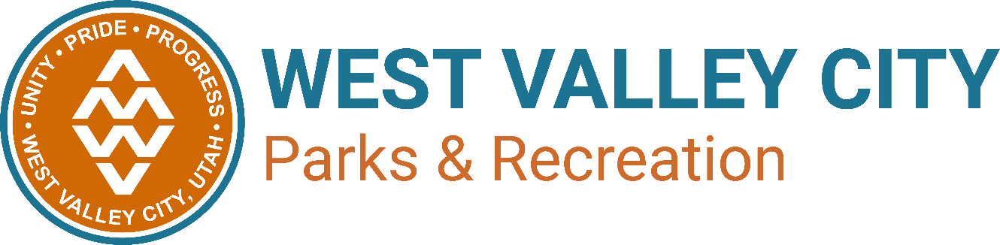 • UNITY • PRIDE • PROGRESS •
WEST VALLEY CITY, UTAH
WEST VALLEY CITY
Parks & Recreation